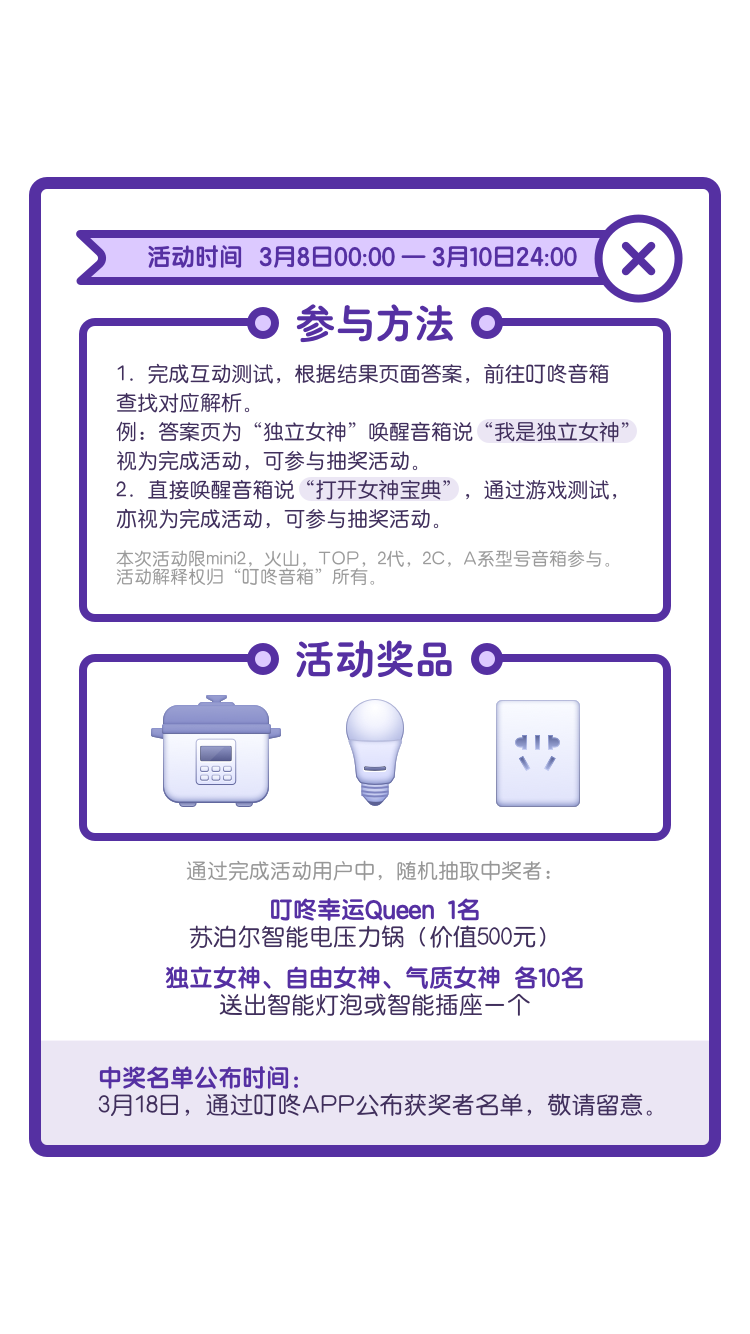 活动时间 3月8日00:00 — 3月10日24:00
参与方法
1. 完成互动测试，根据结果页面答案，前往叮咚音箱
查找对应解析。
例：答案页为“独立女神”唤醒音箱说“我是独立女神”
视为完成活动，可参与抽奖活动。
2. 直接唤醒音箱说“打开女神宝典”，通过游戏测试，
亦视为完成活动，可参与抽奖活动。
本次活动限mini2，火山，TOP，2代，2C，A系型号音箱参与。
活动解释权归“叮咚音箱”所有。
活动奖品
通过完成活动用户中，随机抽取中奖者：
叮咚幸运Queen 1名
苏泊尔智能电压力锅（价值500元）
独立女神、自由女神、气质女神 各10名
送出智能灯泡或智能插座一个
中奖名单公布时间：
3月18日，通过叮咚APP公布获奖者名单，敬请留意。